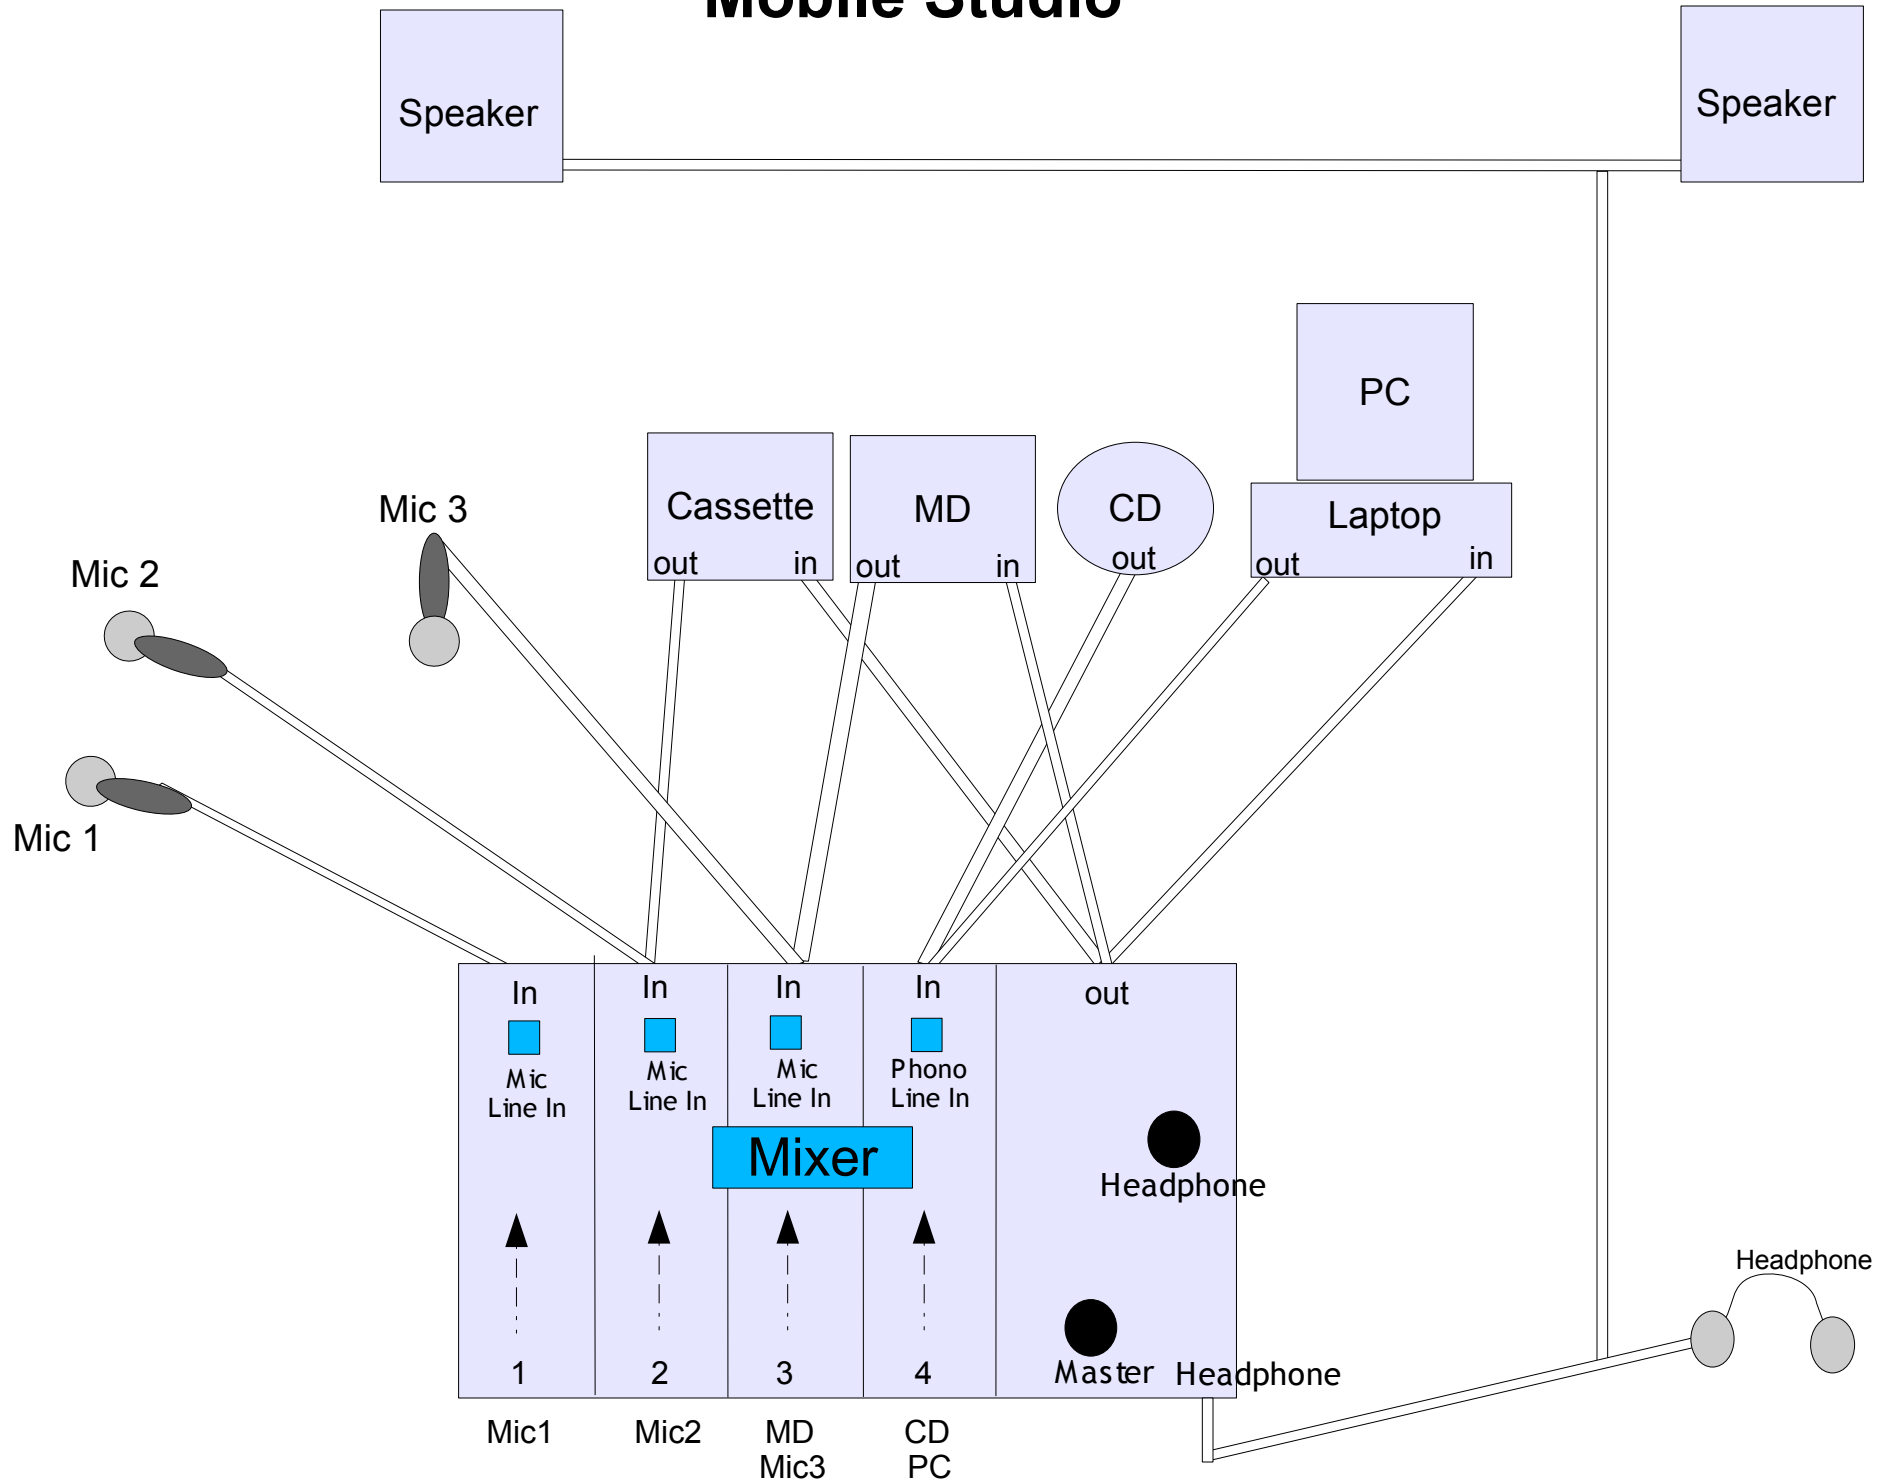 Mobile Studio
Speaker
Speaker
PC
Cassette
out
in
MD
out
in
CD
out
Laptop
out
in
Mic 3
Mic 2
Mic 1
In
In
In
In
out
Mic
Line In
Mic
Line In
Mic
Line In
Phono
Line In
Mixer
Headphone
Headphone
1
2
3
4
Master
Headphone
Mic1
Mic2
MD
Mic3
CD
PC